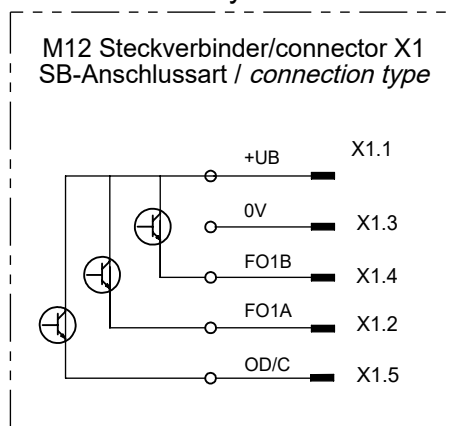 M12 Steckverbinder/connector X1
SB-Anschlussart / connection type
+UB X1.1
0V X1.3
FO1B X1.4
FO1A X1.2
OD/C X1.5